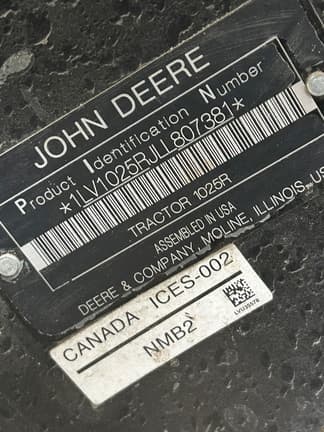 JOHN DEERE
Product Identification Number
*1LV1025RJLL807381*
TRACTOR 1025R
ASSEMBLED IN USA
DEERE & COMPANY, MOLINE, ILLINOIS, US
CANADA ICES-002
NMB2